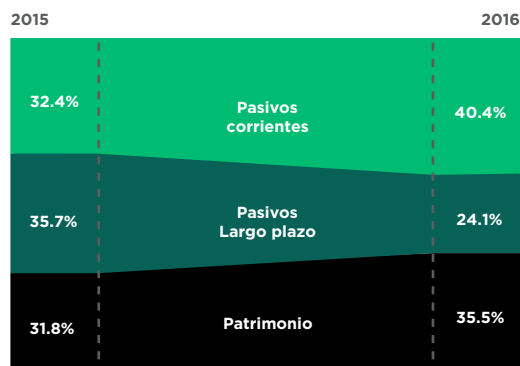 2015
2016
32.4%
Pasivos
corrientes
40.4%
35.7%
Pasivos
Largo plazo
24.1%
31.8%
Patrimonio
35.5%